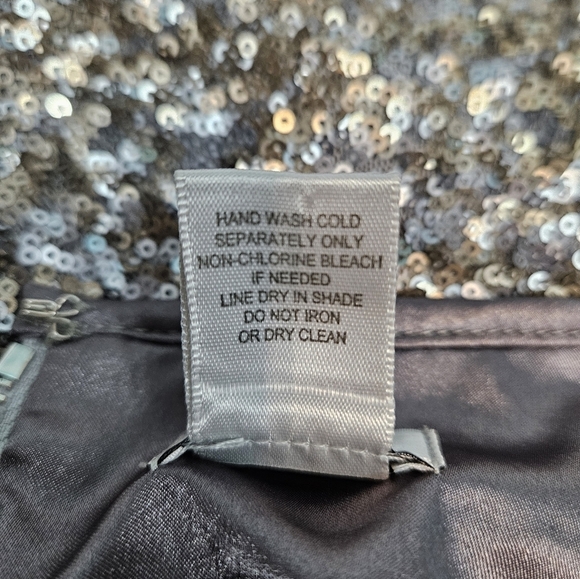 HAND WASH COLD
SEPARATELY ONLY
NON-CHLORINE BLEACH
IF NEEDED
LINE DRY IN SHADE
DO NOT IRON
OR DRY CLEAN